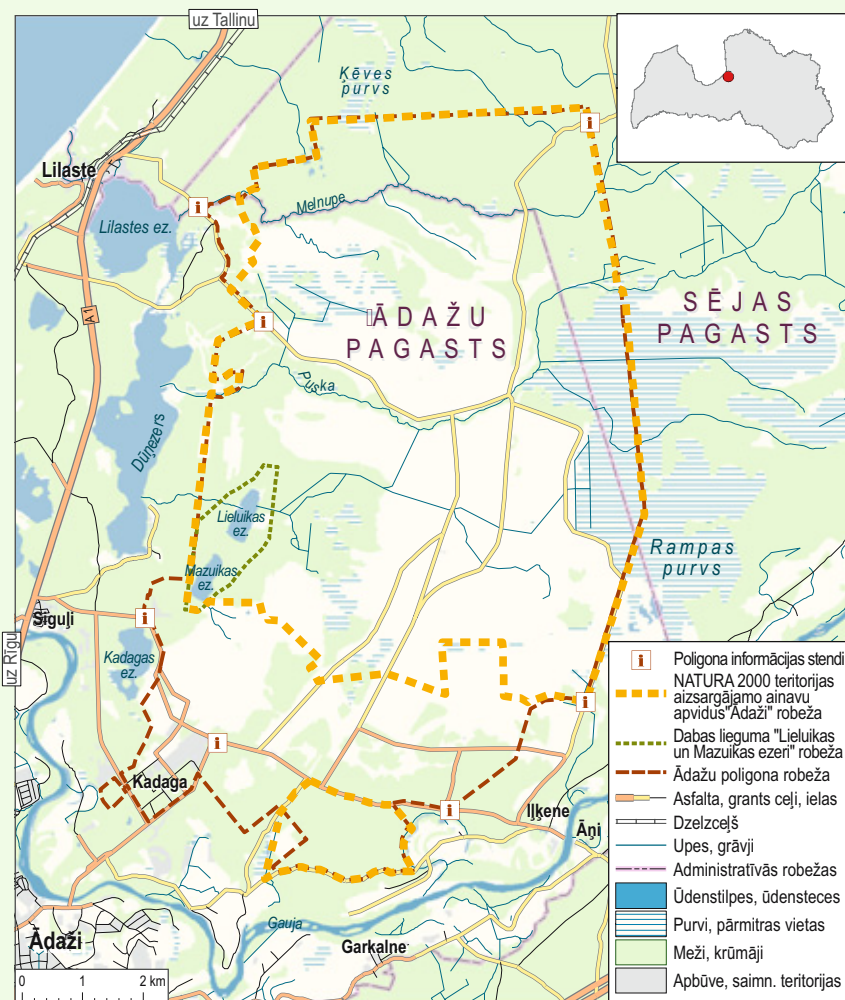 uz Tallinu
Ķēves
purvs
Lilaste
Melnupe
Lilastes ez.
SĒJAS
PAGASTS
A1
ĀDAŽU
PAGASTS
Puska
Dūņezers
Lieluikas
ez.
Rampas
purvs
Mazuikas
ez.
Siguļi
uz Rīgu
Kadagas
ez.
Kadaga
Iļķene
Āņi
Gauja
Ādaži
Garkalne
0 1 2 km
i Poligona informācijas stendi
NATURA 2000 teritorijas
aizsargājamo ainavu
apvidus"Ādaži" robeža
Dabas lieguma "Lieluikas
un Mazuikas ezeri" robeža
Ādažu poligona robeža
Asfalta, grants ceļi, ielas
Dzelzceļš
Upes, grāvji
Administratīvās robežas
Ūdenstilpes, ūdensteces
Purvi, pārmitras vietas
Meži, krūmāji
Apbūve, saimn. teritorijas